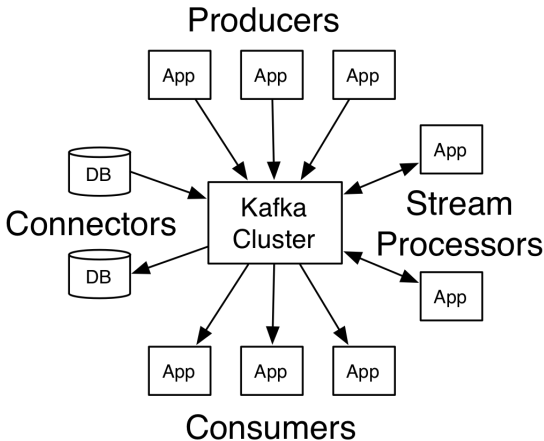 Producers
App
App
App
DB
App
Kafka
Cluster
Connectors
Stream
Processors
DB
App
App
App
App
Consumers